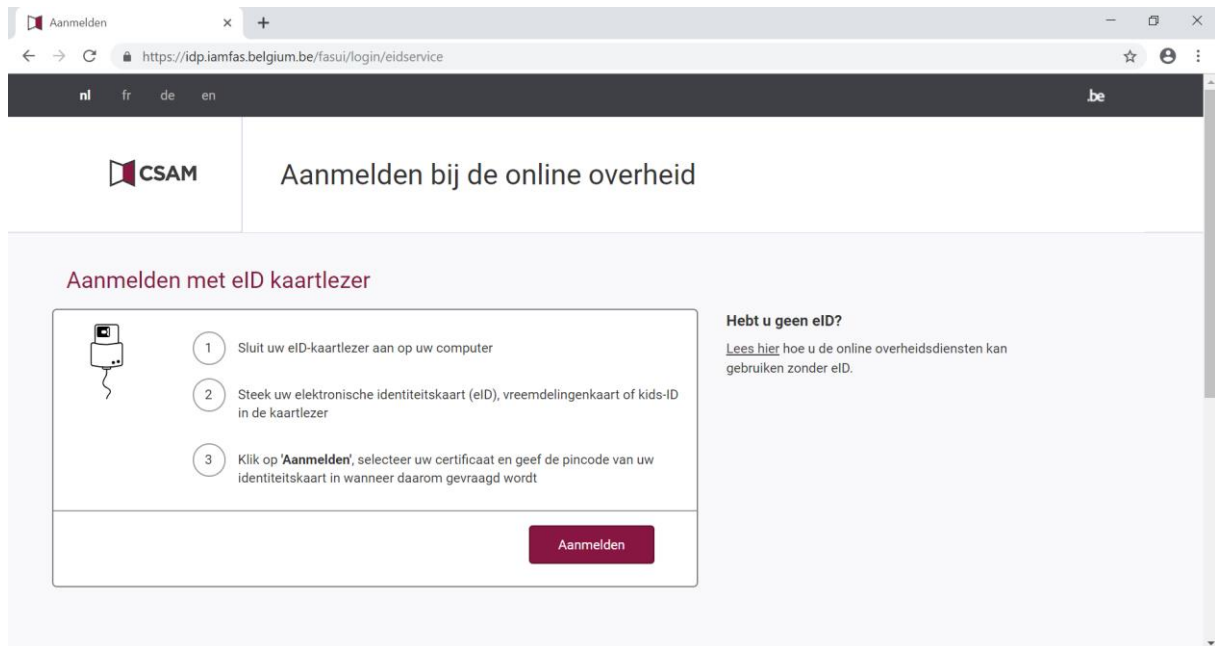 Aanmelden
https://idp.iamfas.belgium.be/fasui/login/eidservice
nl fr de en
.be
CSAM
Aanmelden bij de online overheid
Aanmelden met eID kaartlezer
1 Sluit uw eID-kaartlezer aan op uw computer
2 Steek uw elektronische identiteitskaart (eID), vreemdelingenkaart of kids-ID
in de kaartlezer
3 Klik op 'Aanmelden', selecteer uw certificaat en geef de pincode van uw
identiteitskaart in wanneer daarom gevraagd wordt
Aanmelden
Hebt u geen eID?
Lees hier hoe u de online overheidsdiensten kan
gebruiken zonder eID.